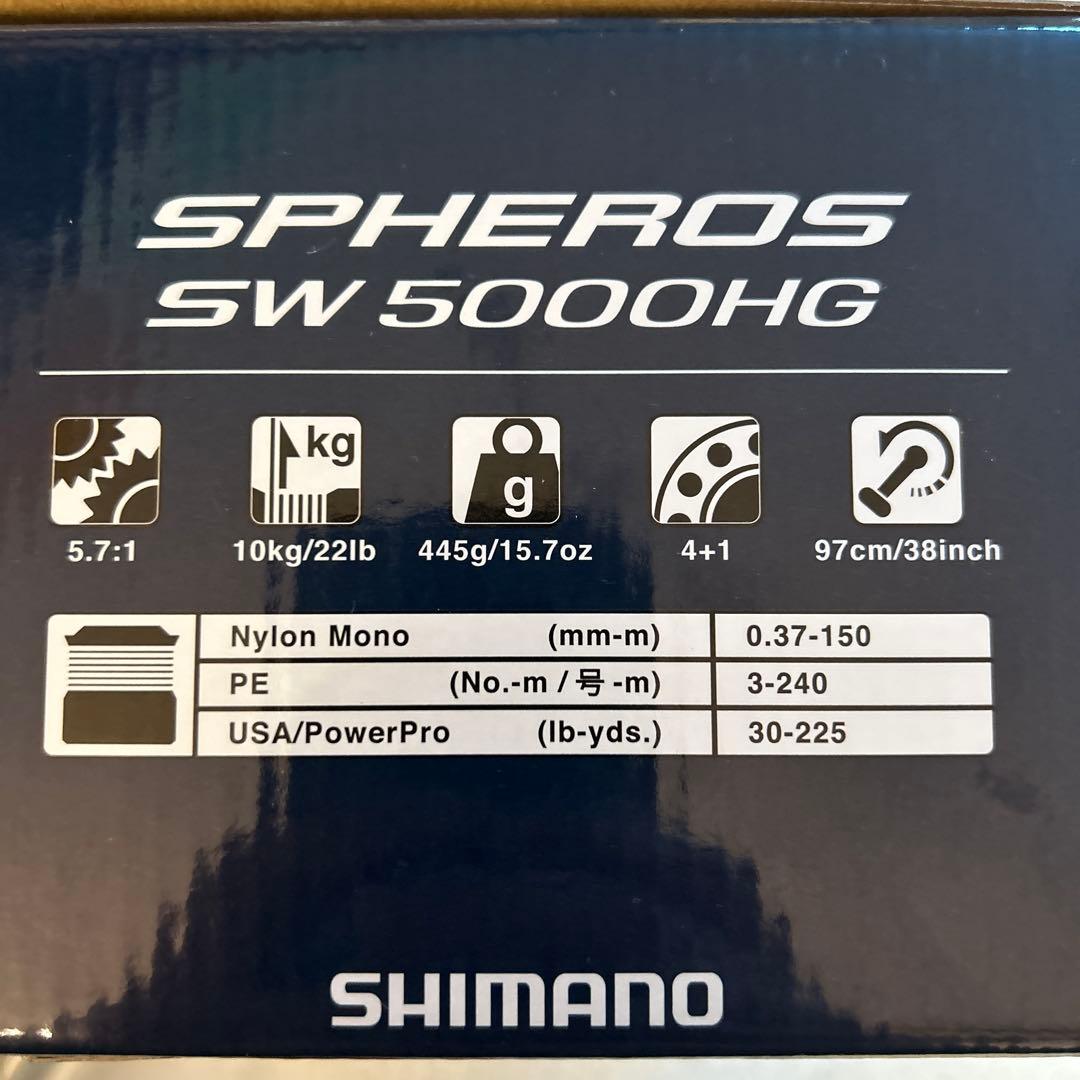 SPHEROS
SW 5000HG
kg
g
5.7:1 10kg/22lb 445g/15.7oz 4+1 97cm/38inch
Nylon Mono (mm-m) 0.37-150
PE (No.-m / 号 -m) 3-240
USA/PowerPro (lb-yds.) 30-225
SHIMANO